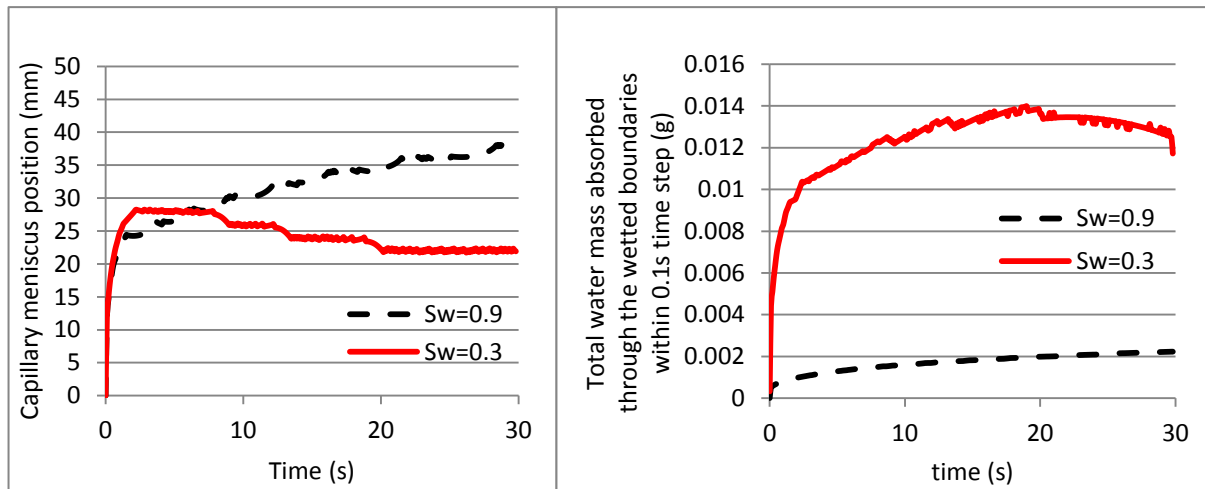 Capillary meniscus position (mm)
50
45
40
35
30
25
20
15
10
5
0
0 10 20 30
Time (s)
Sw=0.9
Sw=0.3
Total water mass absorbed
through the wetted boundaries
within 0.1s time step (g)
0.016
0.014
0.012
0.01
0.008
0.006
0.004
0.002
0
0 10 20 30
time (s)
Sw=0.9
Sw=0.3